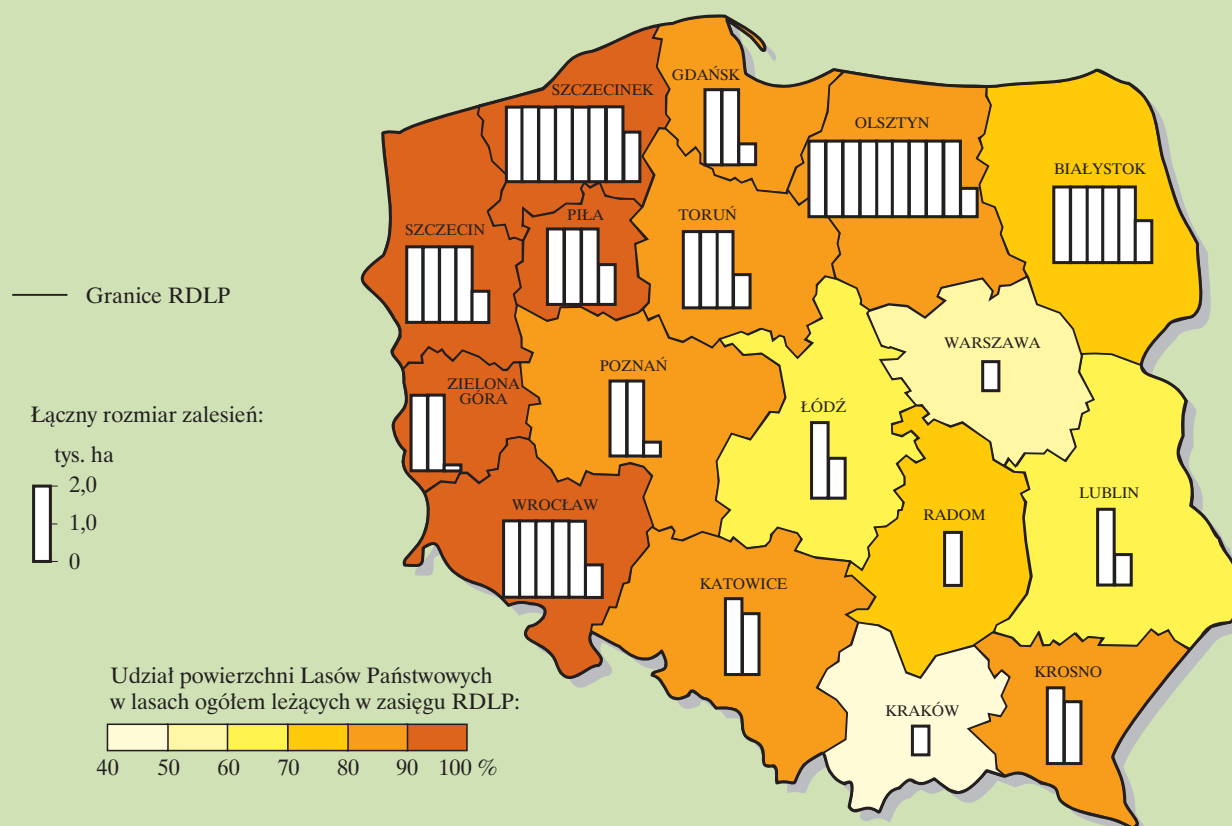 GDAŃSK
SZCZECINEK
OLSZTYN
BIAŁYSTOK
PIŁA
TORUŃ
SZCZECIN
Granice RDLP
WARSZAWA
POZNAŃ
ZIELONA
GÓRA
ŁÓDŹ
Łączny rozmiar zalesień:
tys. ha
2,0
1,0
0
WROCŁAW
RADOM
LUBLIN
KATOWICE
Udział powierzchni Lasów Państwowych
w lasach ogółem leżących w zasięgu RDLP:
40 50 60 70 80 90 100 %
KROSNO
KRAKÓW